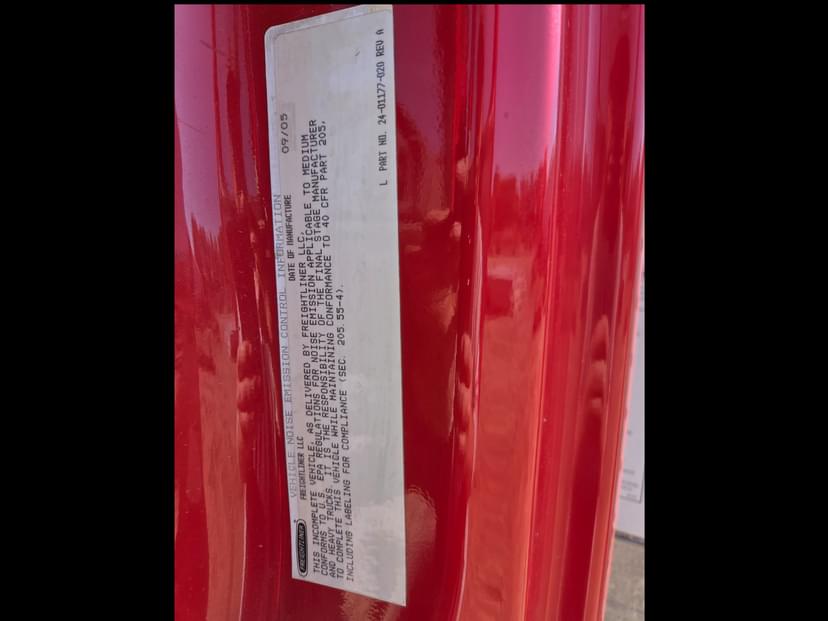 VEHICLE NOISE EMISSION CONTROL INFORMATION
FREIGHTLINER LLC DATE OF MANUFACTURE 09/05
FREIGHTLINER
THIS INCOMPLETE VEHICLE, AS DELIVERED BY FREIGHTLINER LLC,
CONFORMS TO U.S. EPA REGULATIONS FOR NOISE EMISSION APPLICABLE TO MEDIUM
AND HEAVY TRUCKS. IT IS THE RESPONSIBILITY OF THE FINAL STAGE MANUFACTURER
TO COMPLETE THIS VEHICLE WHILE MAINTAINING CONFORMANCE TO 40 CFR PART 205,
INCLUDING LABELING FOR COMPLIANCE (SEC. 205.55-4).
L PART NO. 24-01177-020 REV A